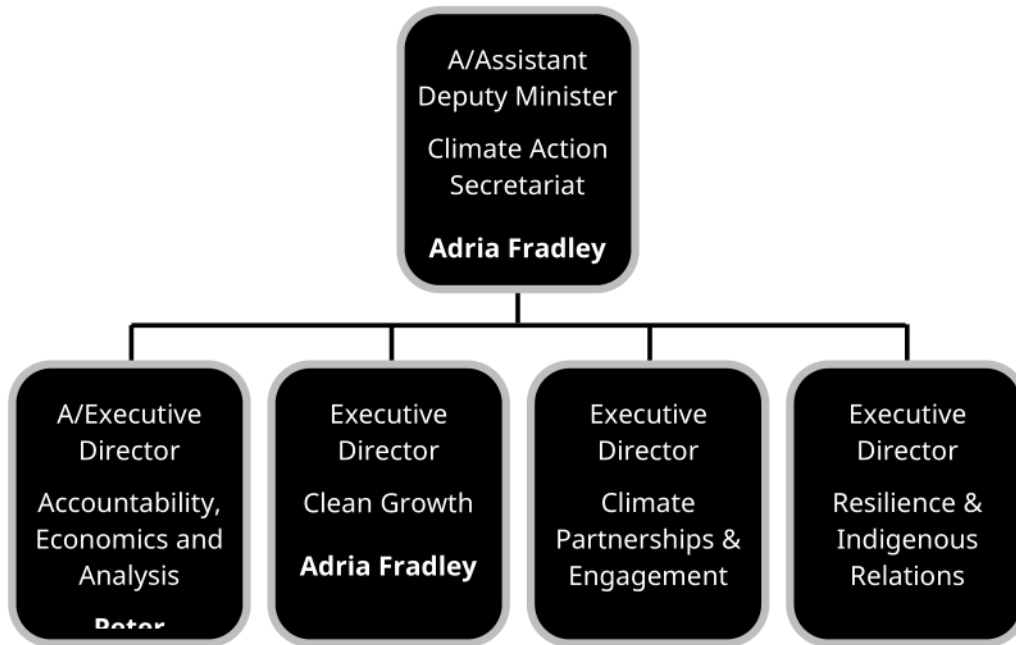 A/Assistant
Deputy Minister
Climate Action
Secretariat
Adria Fradley
A/Executive
Director
Accountability,
Economics and
Analysis
Peter
Executive
Director
Clean Growth
Adria Fradley
Executive
Director
Climate
Partnerships &
Engagement
Executive
Director
Resilience &
Indigenous
Relations